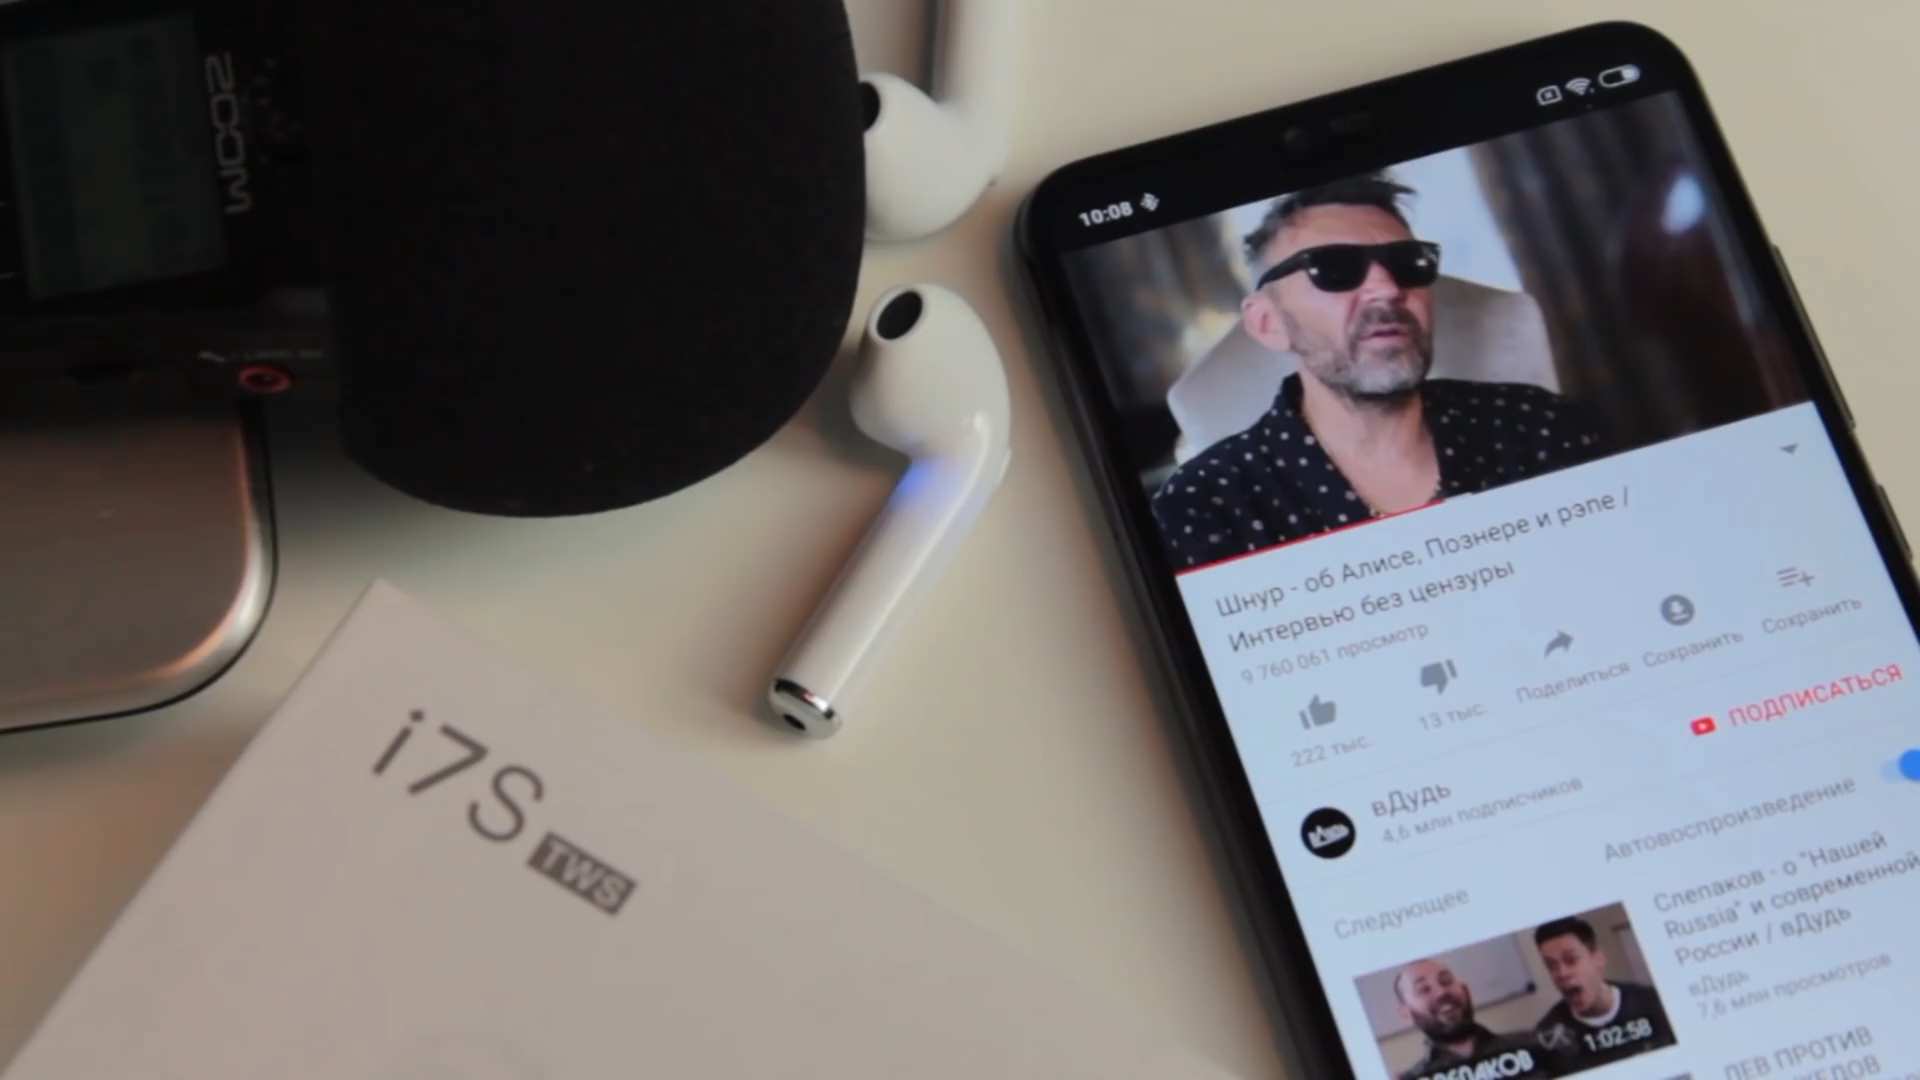 ZOOM
i7S
TWS
10:08
Шнур - об Алисе, Познере и рэпе /
Интервью без цензуры
9 760 061 просмотр
222 тыс.
13 тыс.
Поделиться
Сохранить
Сохранить
ПОДПИСАТЬСЯ
вДудь
4,6 млн подписчиков
Автовоспроизведение
Следующее
Слепаков - о "Нашей
Russia" и современной
России / вДудь
вДудь
7,6 млн просмотров
1:02:58
ЛЕВ ПРОТИВ